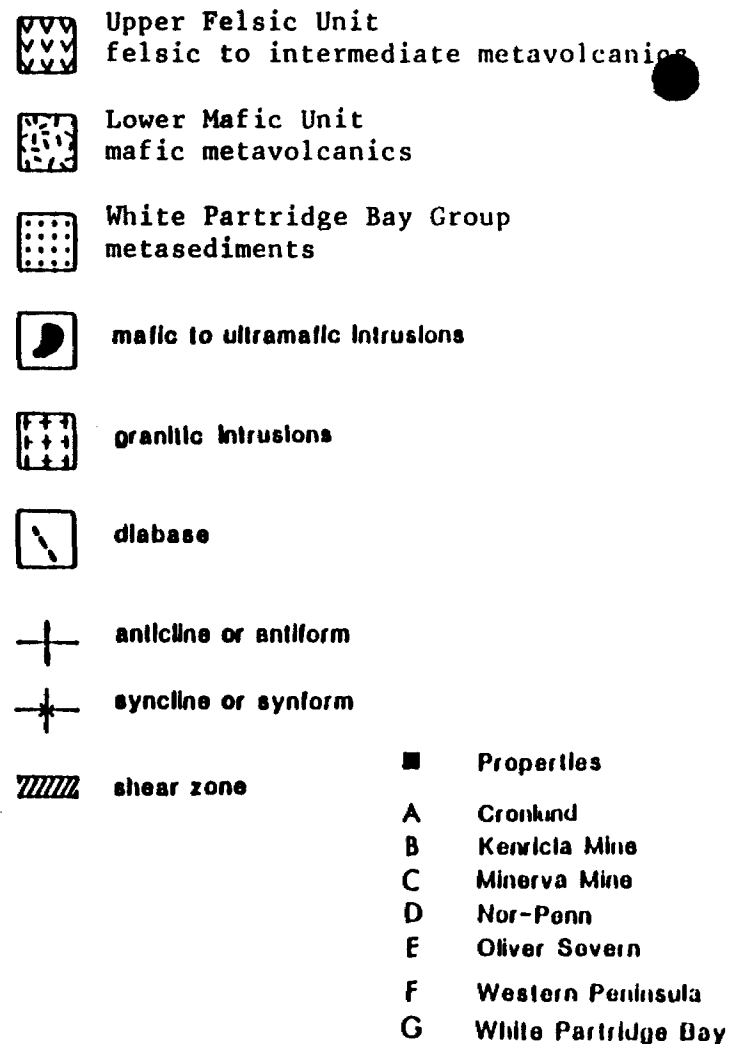 Upper Felsic Unit
felsic to intermediate metavolcanics
Lower Mafic Unit
mafic metavolcanics
White Partridge Bay Group
metasediments
mafic to ultramafic intrusions
granitic intrusions
diabase
anticline or antiform
syncline or synform
shear zone
Properties
A Cronlund
B Kenricia Mine
C Minerva Mine
D Nor-Penn
E Oliver Severn
F Western Peninsula
G White Partridge Bay